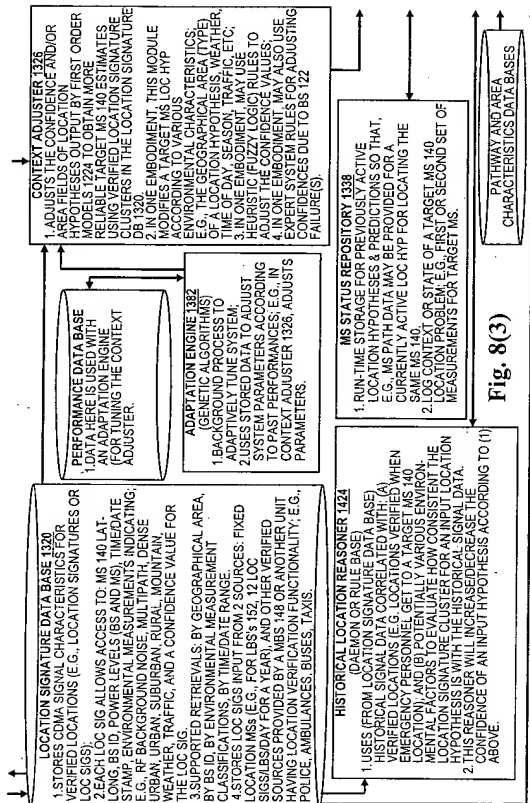 LOCATION SIGNATURE DATA BASE 1320
1. STORES CDMA SIGNAL CHARACTERISTICS FOR
VERIFIED LOCATIONS (E.G., LOCATION SIGNATURES OR
LOC SIGS);
2. EACH LOC SIG ALLOWS ACCESS TO: MS 140 LAT-
LONG, BS ID, POWER LEVELS (BS AND MS), TIME/DATE
STAMP, ENVIRONMENTAL MEASUREMENTS INDICATING;
E.G., RF BACKGROUND NOISE, MULTIPATH, DENSE
URBAN, URBAN, SUBURBAN, RURAL, MOUNTAIN,
WEATHER, TRAFFIC, AND A CONFIDENCE VALUE FOR
THE LOC SIG.
3. SUPPORTED RETRIEVALS: BY GEOGRAPHICAL AREA,
BY BS ID, BY ENVIRONMENTAL MEASUREMENT
CLASSIFICATIONS, BY TIME/DATE RANGE.
4. STORES LOC SIGS INPUT FROM 2 SOURCES: FIXED
LOCATION MSs (E.G., FOR LBS's 152, 12 LOC
SIGS/LBS/DAY FOR A YEAR), AND OTHER VERIFIED
SOURCES PROVIDED BY A MBS 148 OR ANOTHER UNIT
HAVING LOCATION VERIFICATION FUNCTIONALITY; E.G.,
POLICE, AMBULANCES, BUSES, TAXIS.
PERFORMANCE DATA BASE
1. DATA HERE IS USED WITH
AN ADAPTATION ENGINE
(FOR TUNING THE CONTEXT
ADJUSTER.
ADAPTATION ENGINE 1382
(GENETIC ALGORITHMS)
1. BACKGROUND PROCESS TO
ADAPTIVELY TUNE SYSTEM;
2. USES STORED DATA TO ADJUST
SYSTEM PARAMETERS ACCORDING
TO PAST PERFORMANCES; E.G., IN
CONTEXT ADJUSTER 1326, ADJUSTS
PARAMETERS.
CONTEXT ADJUSTER 1326
1. ADJUSTS THE CONFIDENCE AND/OR
AREA FIELDS OF LOCATION
HYPOTHESES OUTPUT BY FIRST ORDER
MODELS 1224 TO OBTAIN MORE
RELIABLE TARGET MS 140 ESTIMATES
USING VERIFIED LOCATION SIGNATURE
CLUSTERS IN THE LOCATION SIGNATURE
DB 1320.
2. IN ONE EMBODIMENT, THIS MODULE
MODIFIES A TARGET MS LOC HYP
ACCORDING TO VARIOUS
ENVIRONMENTAL CHARACTERISTICS;
E.G., THE GEOGRAPHICAL AREA (TYPE)
OF A LOCATION HYPOTHESIS, WEATHER,
TIME OF DAY, SEASON, TRAFFIC, ETC;
3. IN ONE EMBODIMENT, MAY USE
HEURISTIC (FUZZY LOGIC) RULES TO
ADJUST THE CONFIDENCE VALUES;
4. IN ONE EMBODIMENT MAY ALSO USE
EXPERT SYSTEM RULES FOR ADJUSTING
CONFIDENCES DUE TO BS 122
FAILURE(S).
HISTORICAL LOCATION REASONER 1424
(DAEMON OR RULE BASE)
1. USES (FROM LOCATION SIGNATURE DATA BASE)
HISTORICAL SIGNAL DATA CORRELATED WITH: (A)
VERIFIED LOCATIONS (E.G. LOCATIONS VERIFIED WHEN
EMERGENCY PERSONNEL GET TO A TARGET MS 140
LOCATION); AND (B) POTENTIALLY VARIOUS ENVIRON-
MENTAL FACTORS TO EVALUATE HOW CONSISTENT THE
LOCATION SIGNATURE CLUSTER FOR AN INPUT LOCATION
HYPOTHESIS IS WITH THE HISTORICAL SIGNAL DATA.
2. THIS REASONER WILL INCREASE/DECREASE THE
CONFIDENCE OF AN INPUT HYPOTHESIS ACCORDING TO (1)
ABOVE.
MS STATUS REPOSITORY 1338
1. RUN-TIME STORAGE FOR PREVIOUSLY ACTIVE
LOCATION HYPOTHESES & PREDICTIONS SO THAT,
E.G., MS PATH DATA MAY BE PROVIDED FOR A
CURRENTLY ACTIVE LOC HYP FOR LOCATING THE
SAME MS 140.
2. LOG CONTEXT OR STATE OF A TARGET MS 140
LOCATION PROBLEM; E.G., FIRST OR SECOND SET OF
MEASUREMENTS FOR TARGET MS.
PATHWAY AND AREA
CHARACTERISTICS DATA BASES
Fig. 8(3)